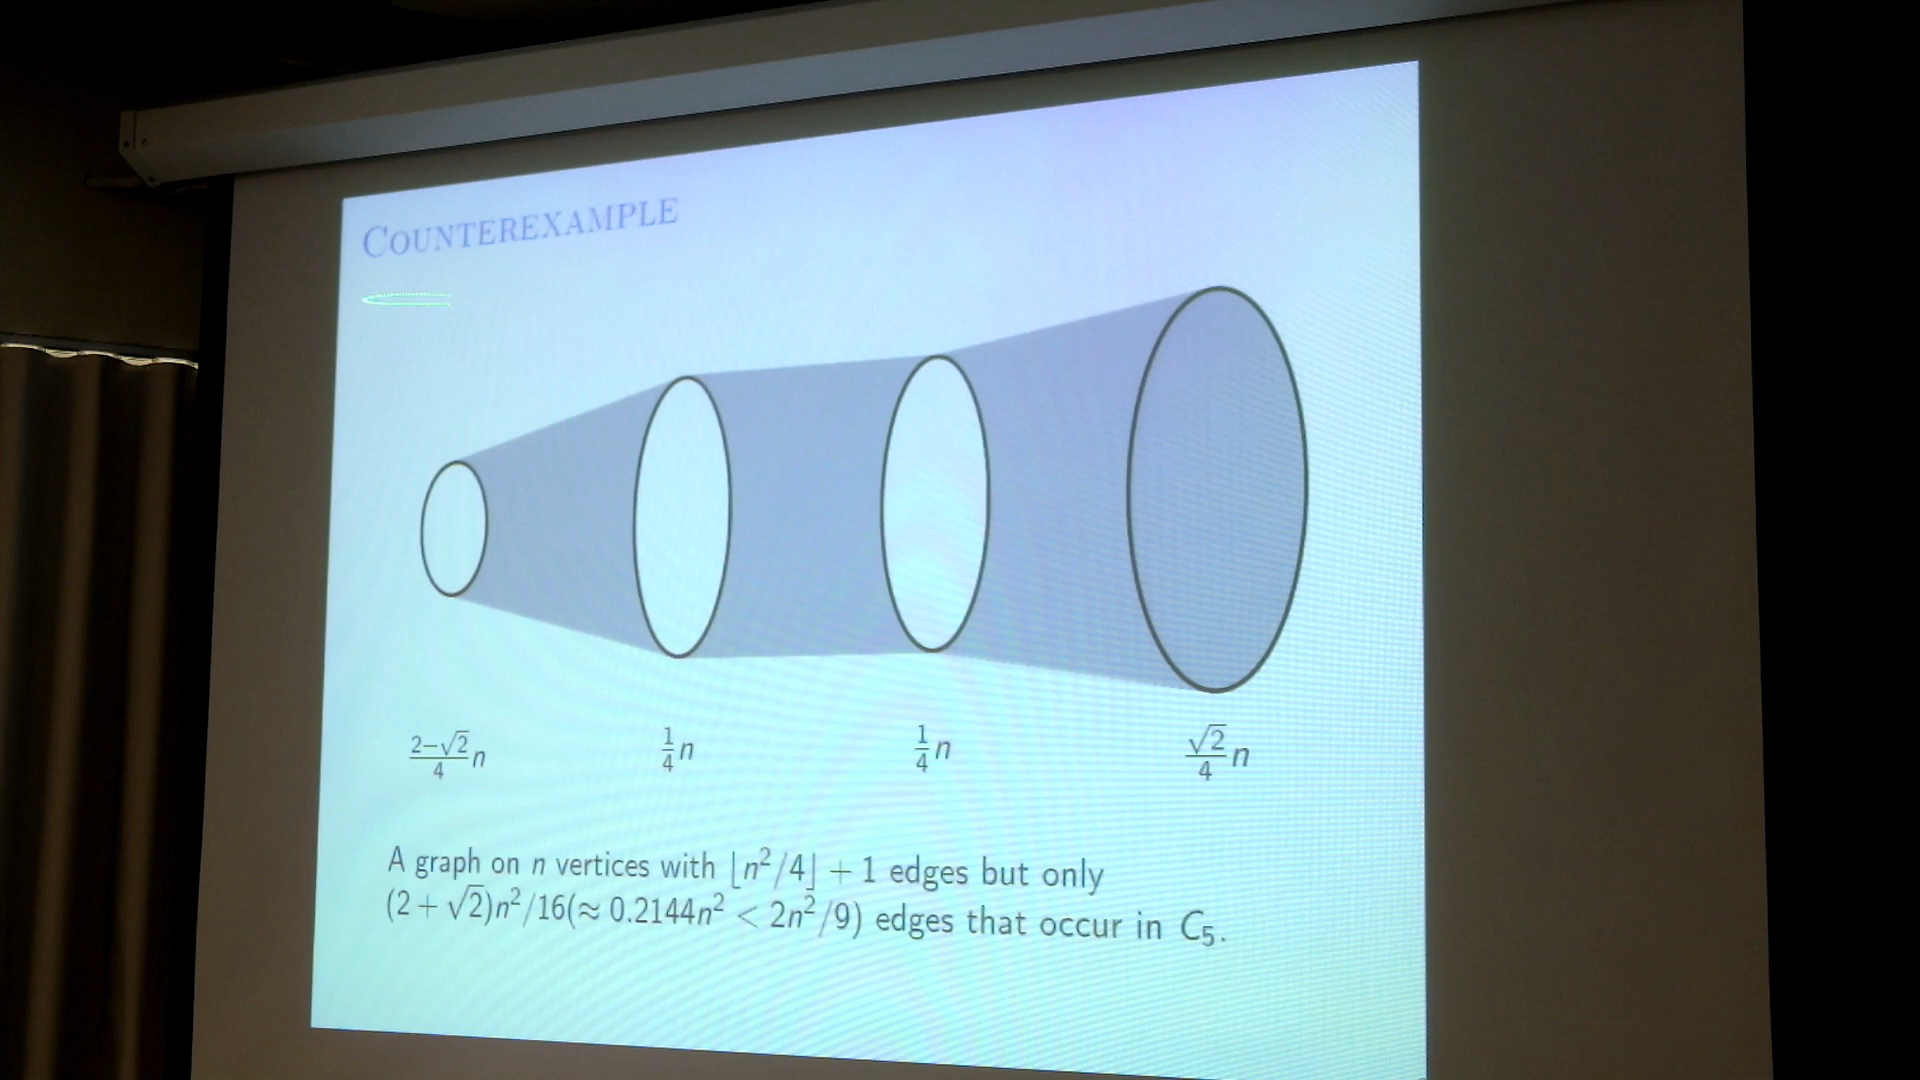 COUNTEREXAMPLE
$\frac{2-\sqrt{2}}{4}n$ $\frac{1}{4}n$ $\frac{1}{4}n$ $\frac{\sqrt{2}}{4}n$
A graph on n vertices with ⌊n²/4⌋ + 1 edges but only
(2 + √2)n²/16(≈ 0.2144n² < 2n²/9) edges that occur in C₅.